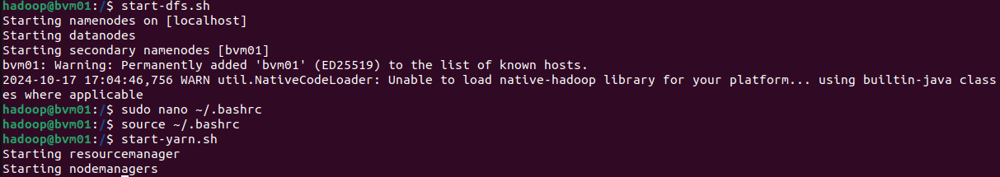 hadoop@bvm01:/$ start-dfs.sh
Starting namenodes on [localhost]
Starting datanodes
Starting secondary namenodes [bvm01]
bvm01: Warning: Permanently added 'bvm01' (ED25519) to the list of known hosts.
2024-10-17 17:04:46,756 WARN util.NativeCodeLoader: Unable to load native-hadoop library for your platform... using builtin-java class
es where applicable
hadoop@bvm01:/$ sudo nano ~/.bashrc
hadoop@bvm01:/$ source ~/.bashrc
hadoop@bvm01:/$ start-yarn.sh
Starting resourcemanager
Starting nodemanagers